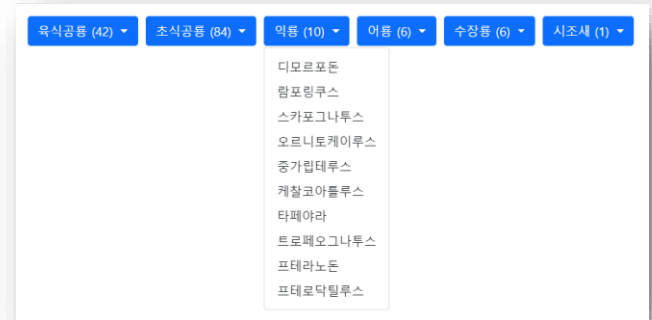 육식공룡 (42)
초식공룡 (84)
익룡 (10)
어룡 (6)
수장룡 (6)
시조새 (1)
디모르포돈
람포링쿠스
스카포그나투스
오르니토케이루스
중가립테루스
케찰코아틀루스
타페야라
트로페오그나투스
프테라노돈
프테로닥틸루스